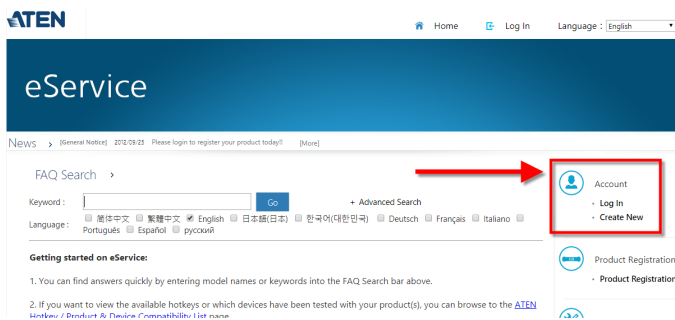 ATEN
Home Log In Language : English
eService
News › [General Notice] 2012/09/25 Please login to register your product today!! [More]
FAQ Search ›
Keyword : Go + Advanced Search
Language : 简体中文 繁體中文 English 日本語(日本) 한국어(대한민국) Deutsch Français Italiano
Português Español русский
Getting started on eService:
1. You can find answers quickly by entering model names or keywords into the FAQ Search bar above.
2. If you want to view the available hotkeys or which devices have been tested with your product(s), you can browse to the ATEN
Hotkey / Product & Device Compatibility List page
Account
• Log In
• Create New
Product Registration
• Product Registration